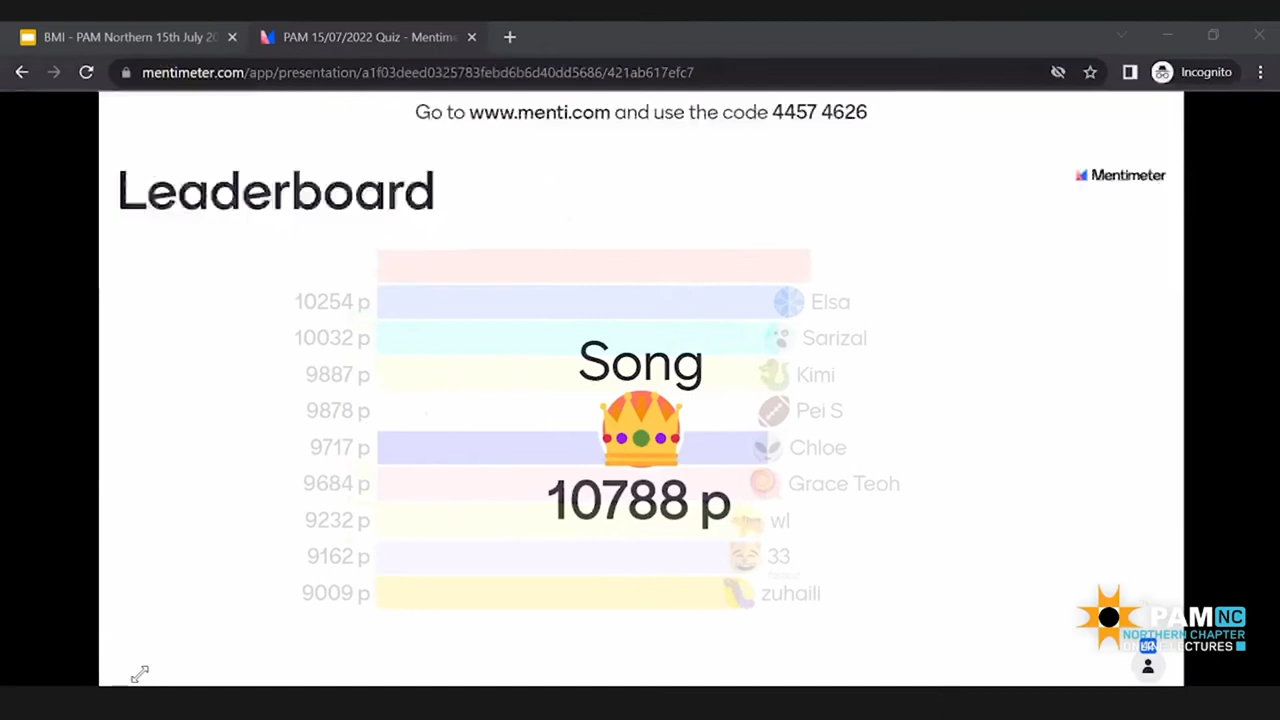 BMI - PAM Northern 15th July 20
PAM 15/07/2022 Quiz - Mentime
mentimeter.com/app/presentation/a1f03deed0325783febd6b6d40dd5686/421ab617efc7
Incognito
Go to www.menti.com and use the code 4457 4626
Leaderboard
Mentimeter
10254 p Elsa
10032 p Sarizal
Song
9887 p Kimi
9878 p Pei S
9717 p Chloe
9684 p Grace Teoh
10788 p
9232 p wl
9162 p 33
9009 p zuhaili
PAM NC
NORTHERN CHAPTER
ONLINE LECTURES